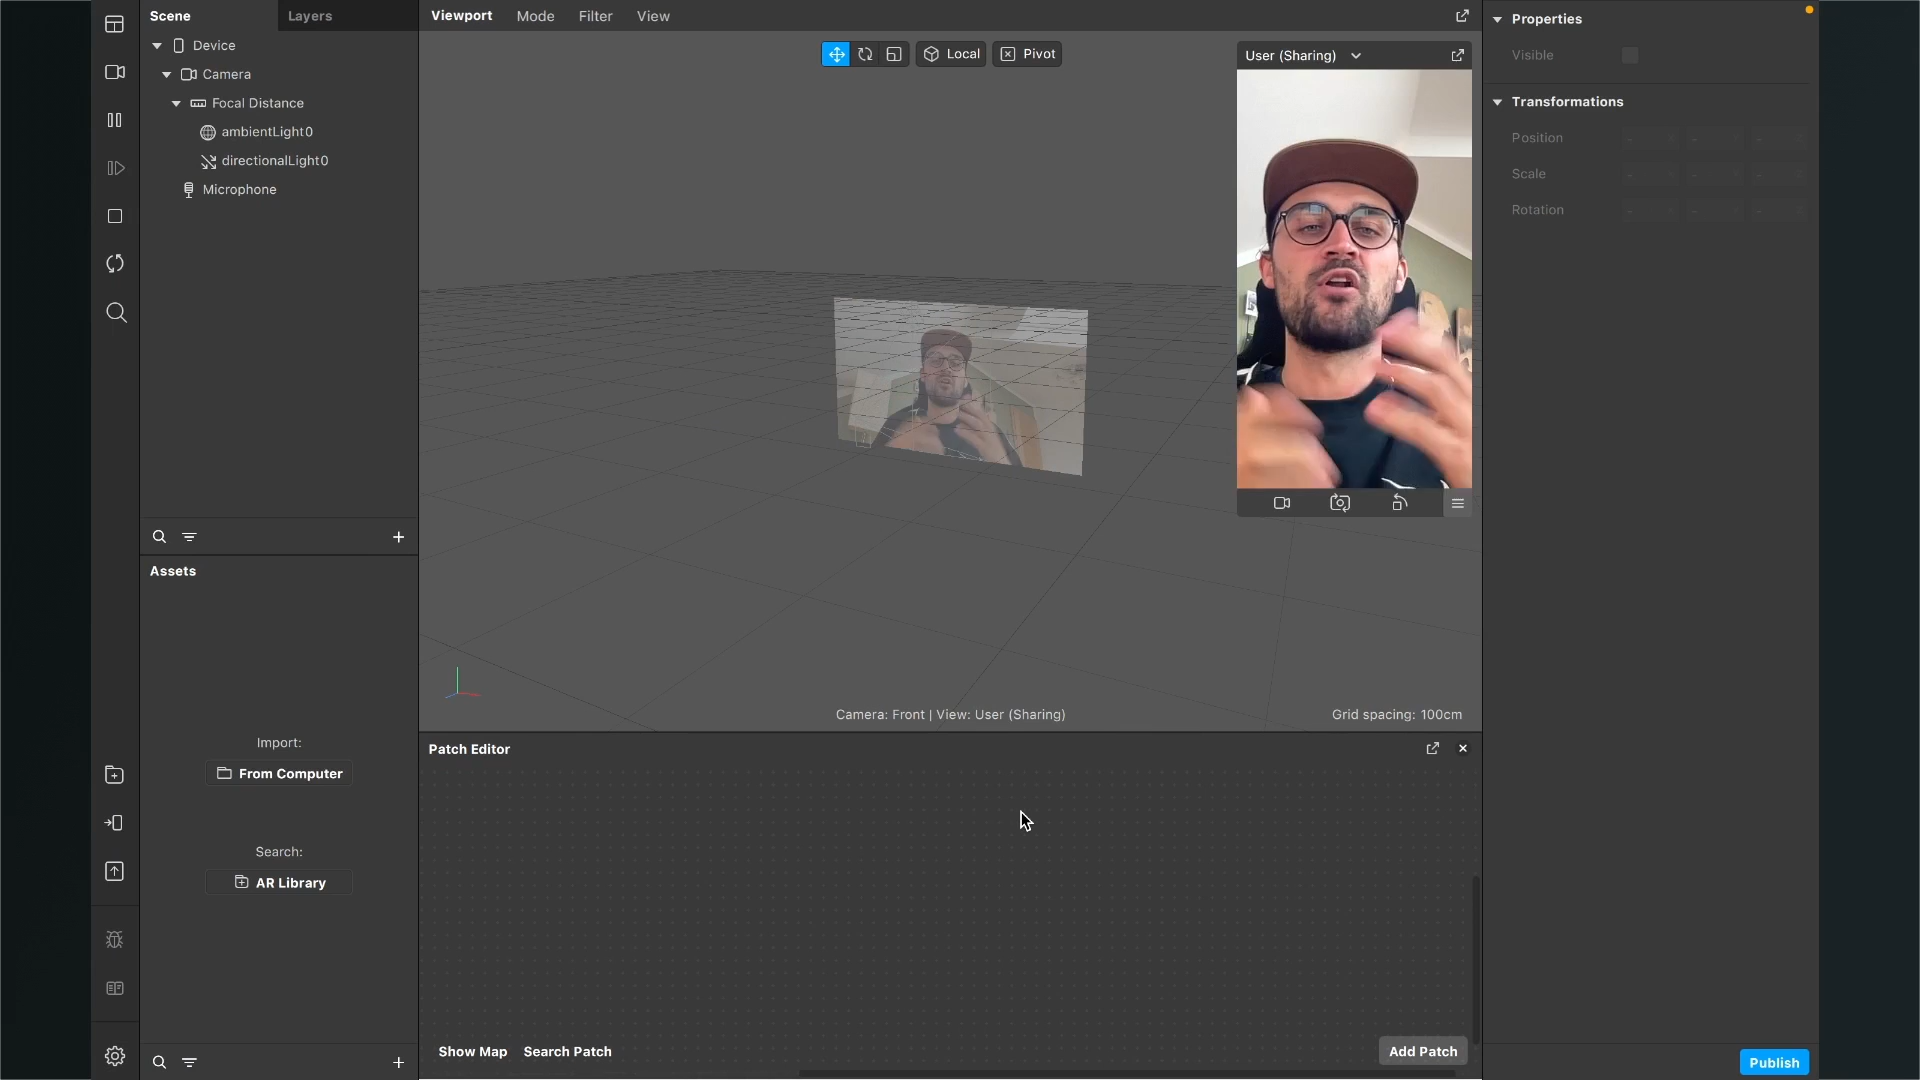 Scene
Layers
Device
Camera
Focal Distance
ambientLight0
directionalLight0
Microphone
Assets
Import:
From Computer
Search:
AR Library
Viewport
Mode
Filter
View
Local
Pivot
User (Sharing)
Camera: Front | View: User (Sharing)
Grid spacing: 100cm
Patch Editor
Show Map
Search Patch
Add Patch
Properties
Visible
Transformations
Position
Scale
Rotation
Publish